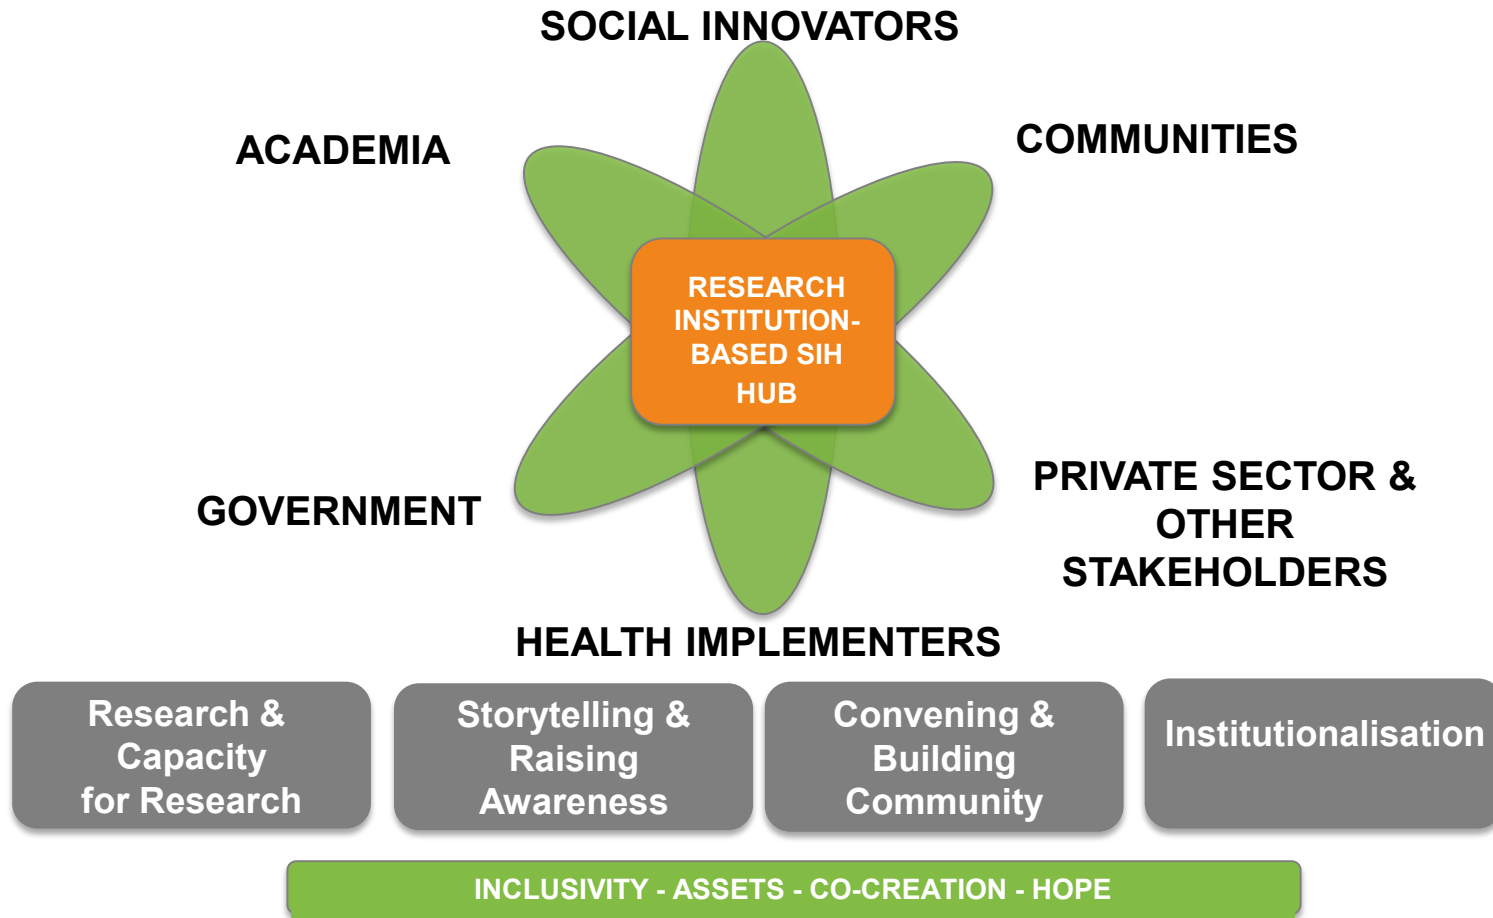 SOCIAL INNOVATORS
ACADEMIA
COMMUNITIES
RESEARCH
INSTITUTION-
BASED SIH
HUB
GOVERNMENT
PRIVATE SECTOR &
OTHER
STAKEHOLDERS
HEALTH IMPLEMENTERS
Research &
Capacity
for Research
Storytelling &
Raising
Awareness
Convening &
Building
Community
Institutionalisation
INCLUSIVITY - ASSETS - CO-CREATION - HOPE